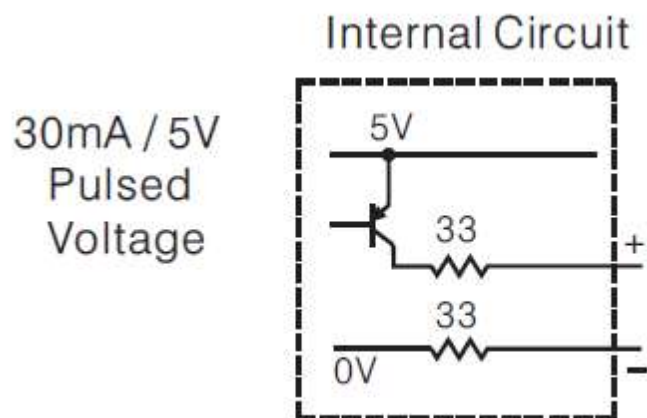 Internal Circuit
30mA / 5V
Pulsed
Voltage
5V
33
+
33
0V
-